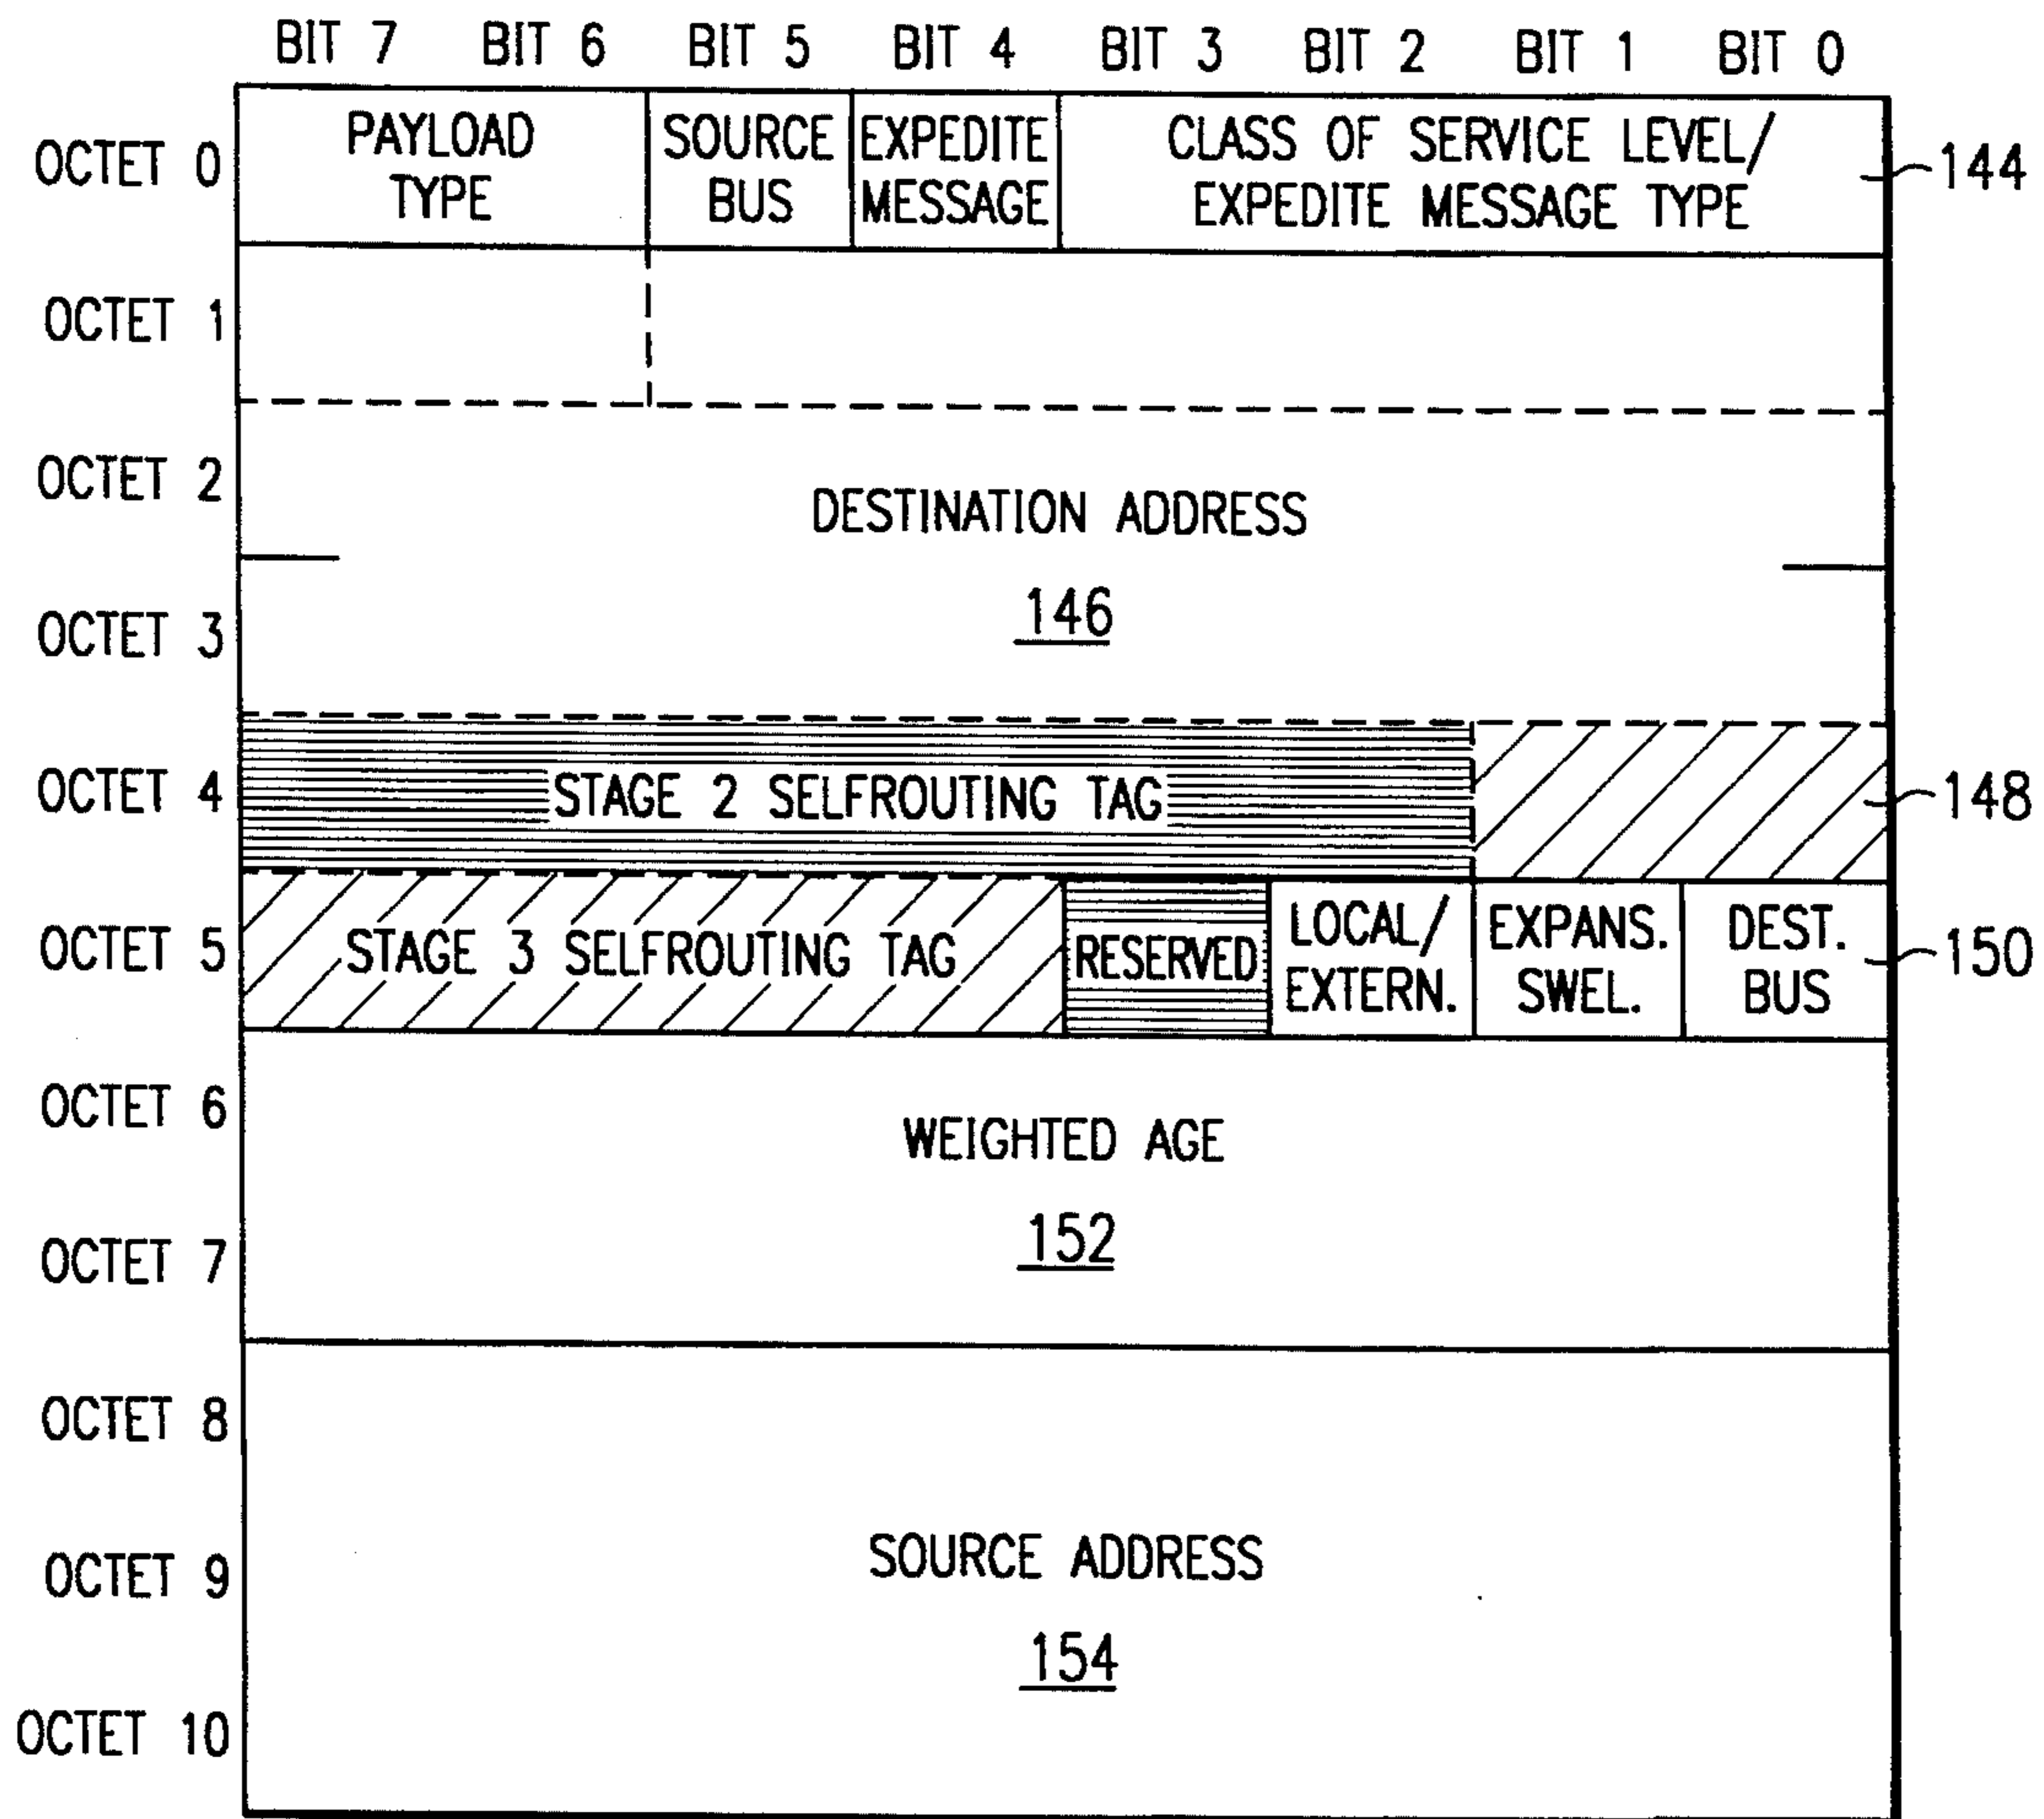 BIT 7 BIT 6 BIT 5 BIT 4 BIT 3 BIT 2 BIT 1 BIT 0
OCTET 0 PAYLOAD TYPE SOURCE BUS EXPEDITE MESSAGE CLASS OF SERVICE LEVEL/ EXPEDITE MESSAGE TYPE 144
OCTET 1
OCTET 2
DESTINATION ADDRESS
146
OCTET 3
OCTET 4 STAGE 2 SELFROUTING TAG 148
OCTET 5 STAGE 3 SELFROUTING TAG RESERVED LOCAL/ EXTERN. EXPANS. SWEL. DEST. BUS 150
OCTET 6
WEIGHTED AGE
152
OCTET 7
OCTET 8
SOURCE ADDRESS
OCTET 9
154
OCTET 10